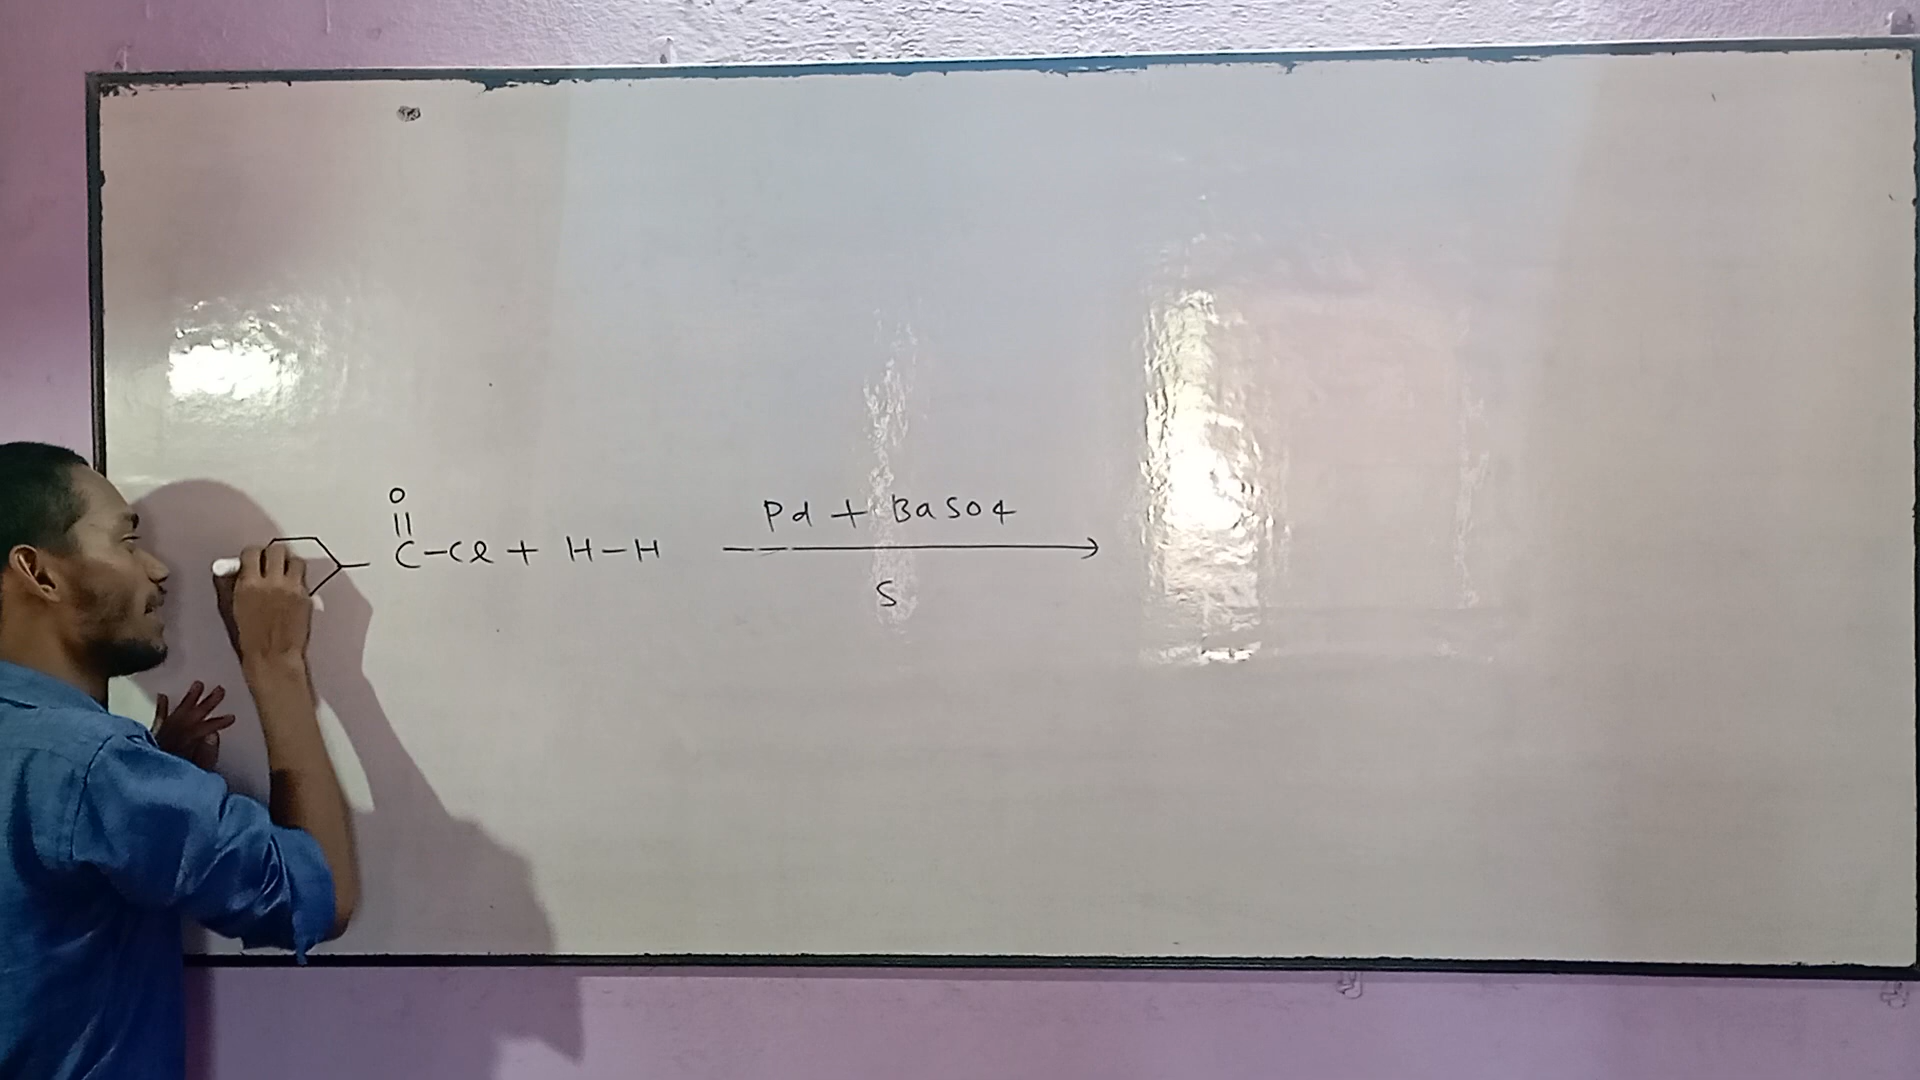 O
||
C-Cl + H-H
Pd + BaSO4
S